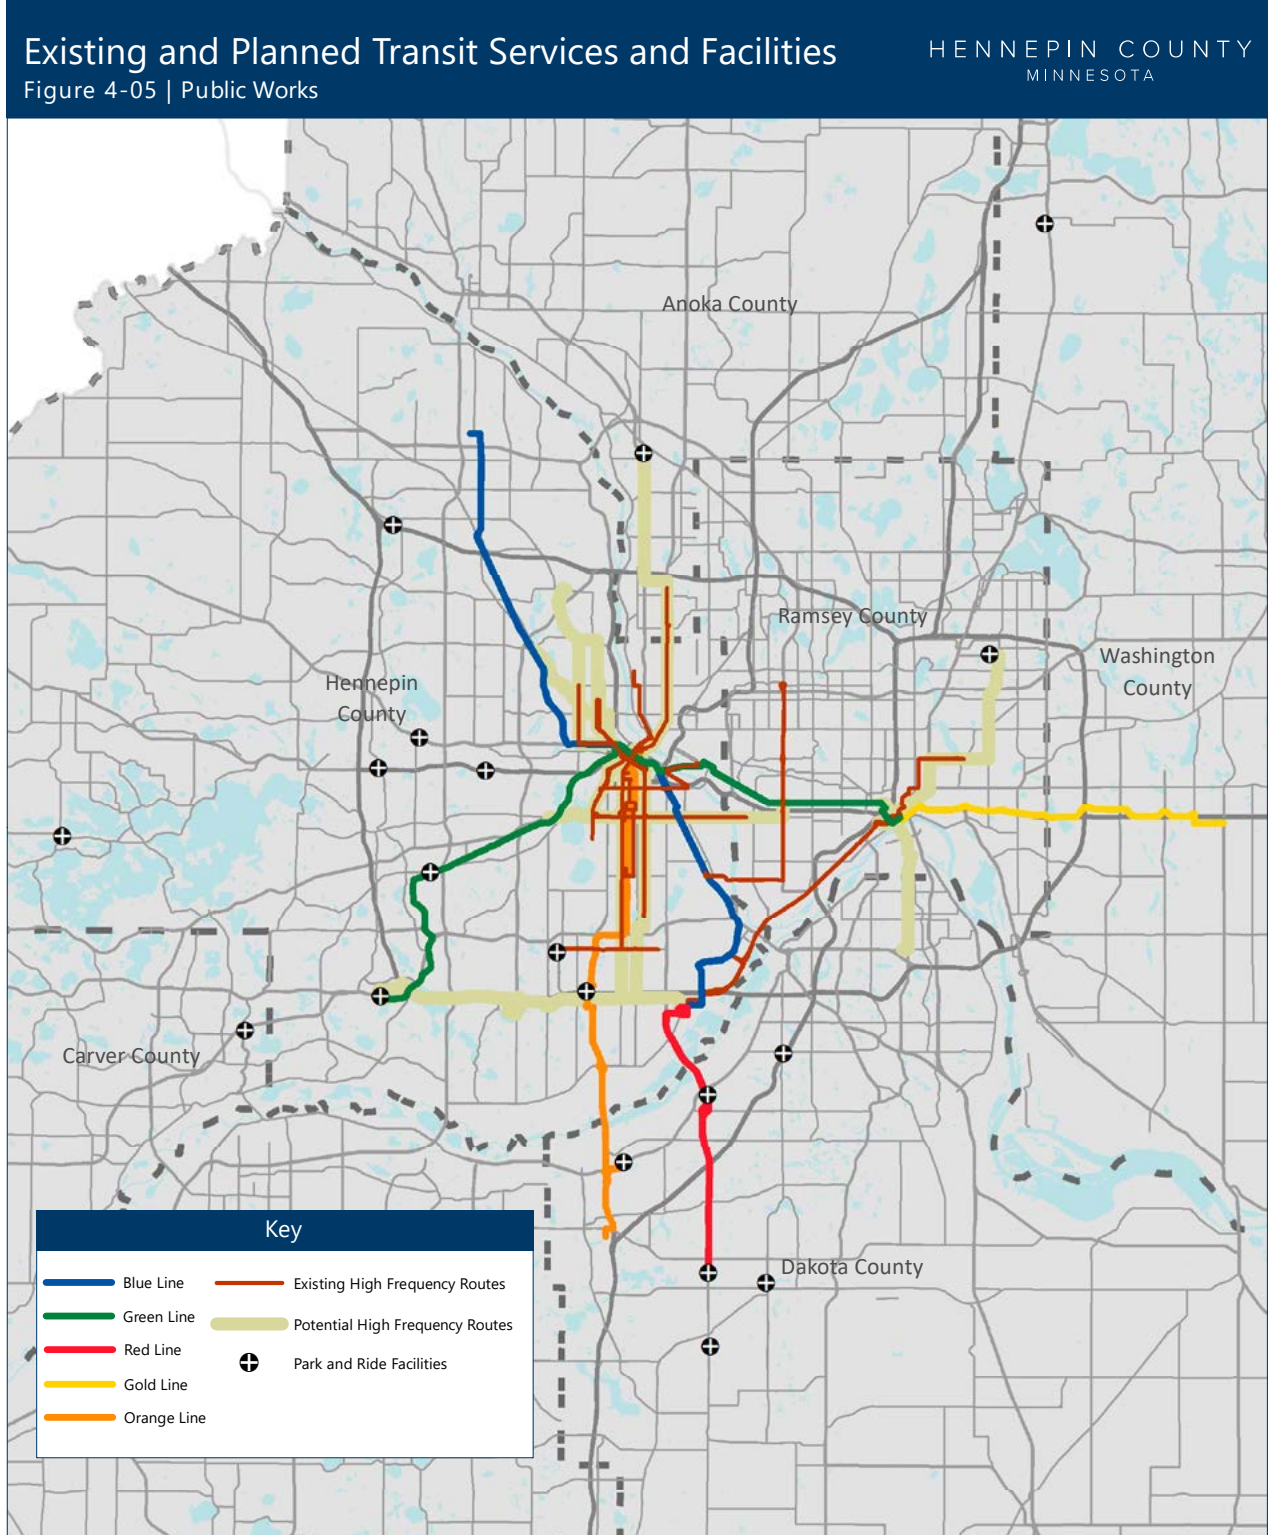 Existing and Planned Transit Services and Facilities
Figure 4-05 | Public Works
HENNEPIN COUNTY
MINNESOTA
Anoka County
Ramsey County
Washington
County
Hennepin
County
Carver County
Dakota County
Key
Blue Line
Green Line
Red Line
Gold Line
Orange Line
Existing High Frequency Routes
Potential High Frequency Routes
Park and Ride Facilities